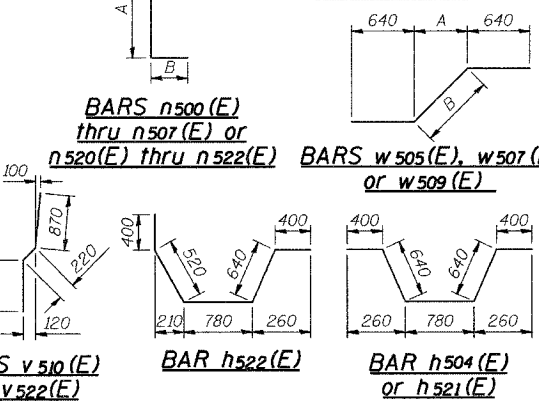 A
B
BARS n500(E)
thru n507(E) or
n520(E) thru n522(E)
640 A 640
B
BARS w505(E), w507(E
or w509(E)
100
870
220
120
S v510(E)
v522(E)
400
520
640
400
210 780 260
BAR h522(E)
400 400
640
640
260 780 260
BAR h504(E)
or h521(E)